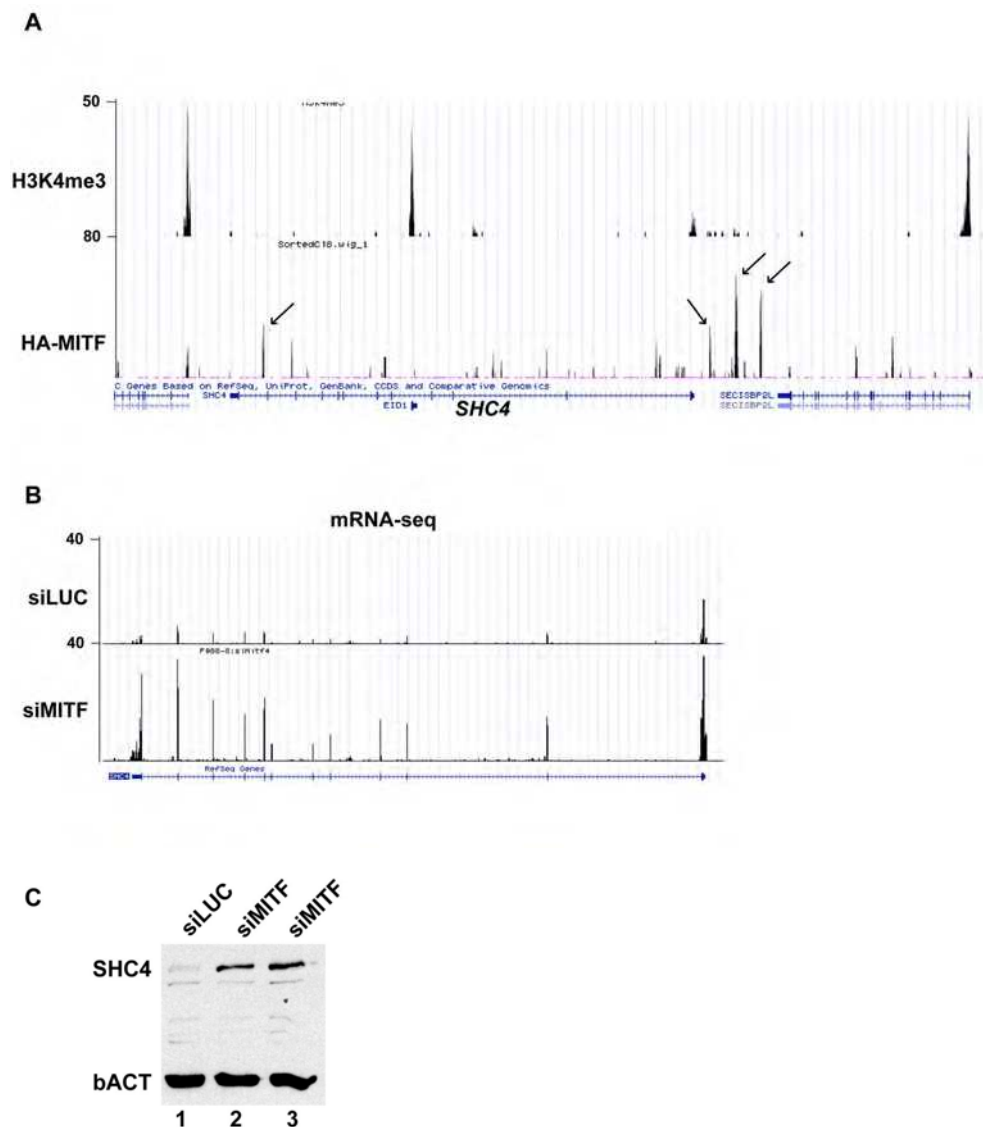 A
50
H3K4me3
H3K4me3
80
SortedC18.wig_1
HA-MITF
C Genes Based on RefSeq, UniProt, GenBank, CCDS and Comparative Genomics
SHC4
SECISBP2L
EID1
SHC4
SECISBP2L
B
mRNA-seq
40
siLUC
40
siMITF
RefSeq Genes
SHC4
C
siLUC
siMITF
siMITF
SHC4
bACT
1
2
3